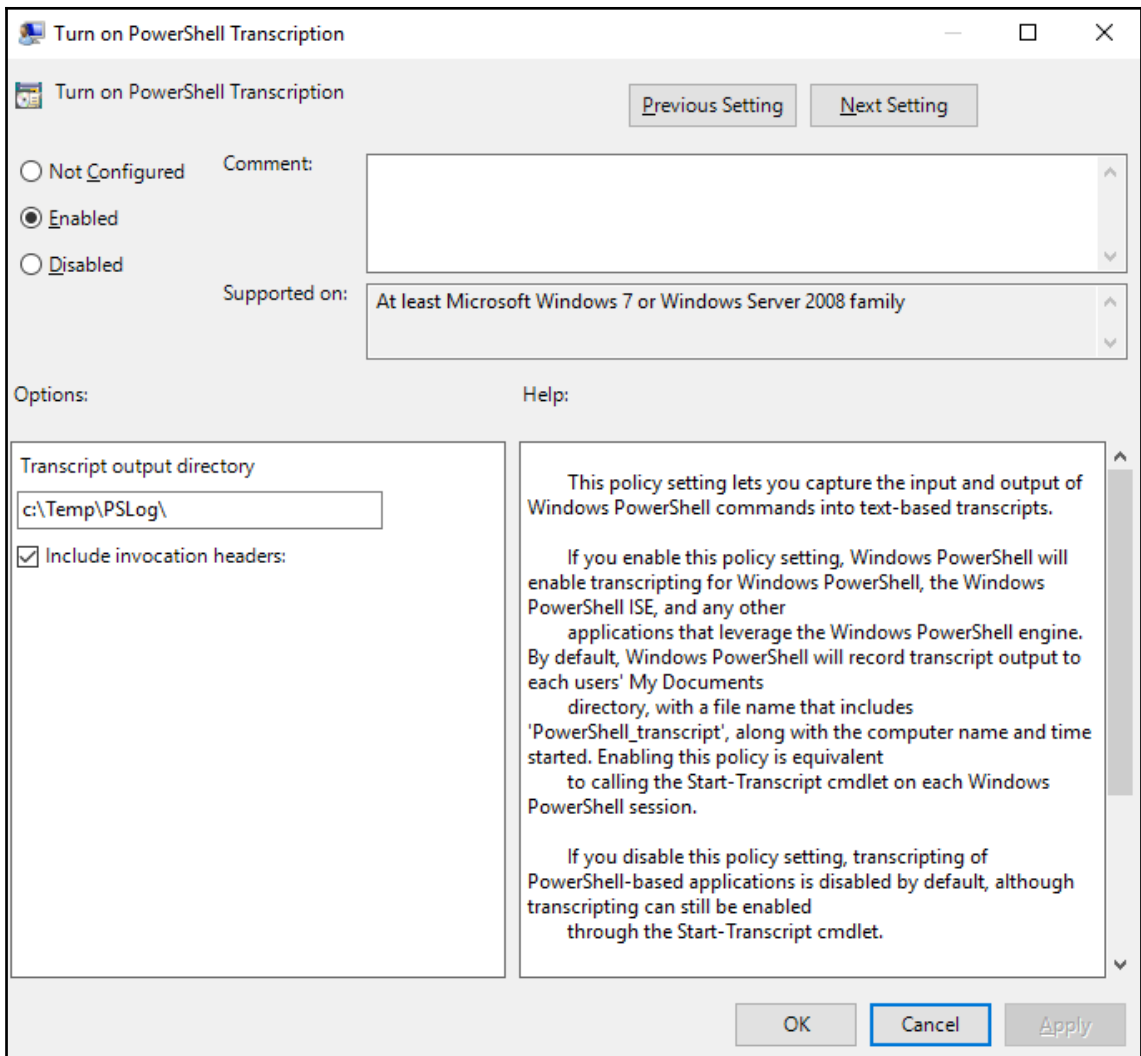 Turn on PowerShell Transcription
Turn on PowerShell Transcription
Previous Setting
Next Setting
Not Configured
Comment:
Enabled
Disabled
Supported on:
At least Microsoft Windows 7 or Windows Server 2008 family
Options:
Help:
Transcript output directory
c:\Temp\PSLog\
Include invocation headers:
This policy setting lets you capture the input and output of
Windows PowerShell commands into text-based transcripts.
If you enable this policy setting, Windows PowerShell will
enable transcripting for Windows PowerShell, the Windows
PowerShell ISE, and any other
applications that leverage the Windows PowerShell engine.
By default, Windows PowerShell will record transcript output to
each users' My Documents
directory, with a file name that includes
'PowerShell_transcript', along with the computer name and time
started. Enabling this policy is equivalent
to calling the Start-Transcript cmdlet on each Windows
PowerShell session.
If you disable this policy setting, transcripting of
PowerShell-based applications is disabled by default, although
transcripting can still be enabled
through the Start-Transcript cmdlet.
OK
Cancel
Apply